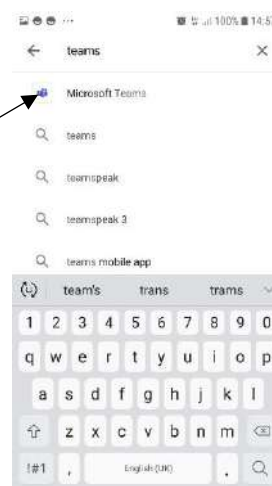 100% 14:5
teams
Microsoft Teams
teams
teamspeak
teamspeak 3
teams mobile app
team's trans trams
1 2 3 4 5 6 7 8 9 0
q w e r t y u i o p
a s d f g h j k l
z x c v b n m
!#1 , English (UK) .